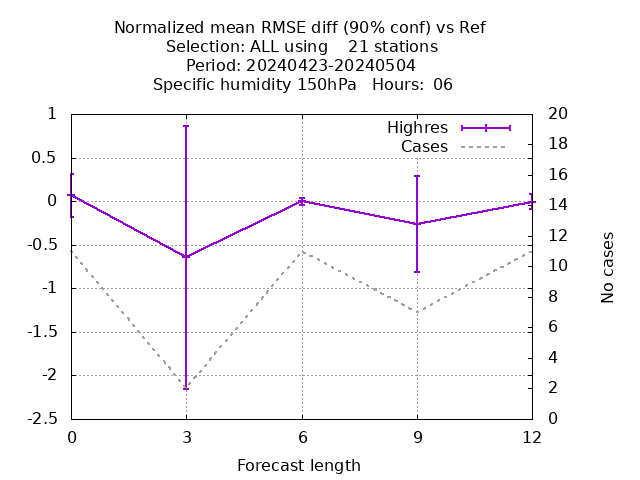 Normalized mean RMSE diff (90% conf) vs Ref
Selection: ALL using    21 stations
Period: 20240423-20240504
Specific humidity 150hPa   Hours:  06
Highres
Cases
1
0.5
0
-0.5
-1
-1.5
-2
-2.5
20
18
16
14
12
10
8
6
4
2
0
No cases
0 3 6 9 12
Forecast length